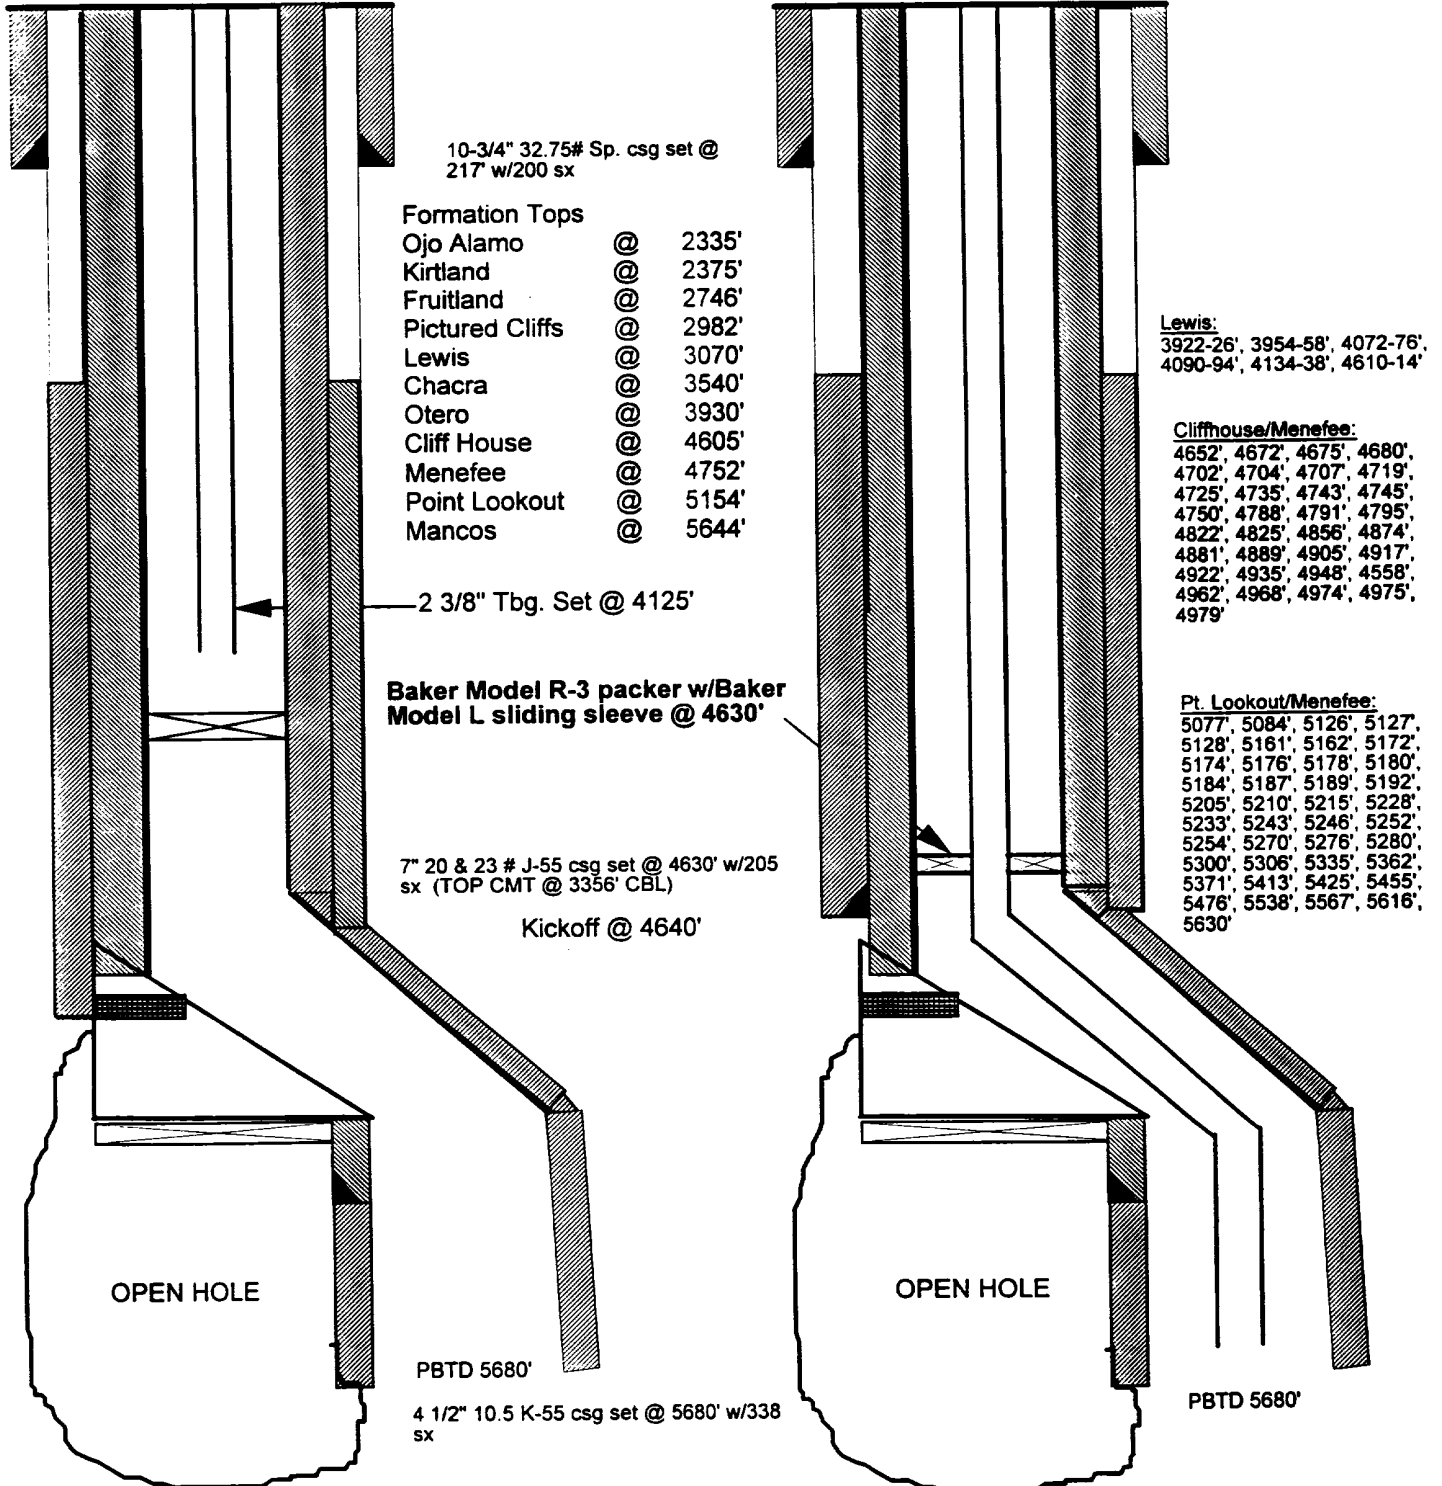 10-3/4" 32.75# Sp. csg set @
217' w/200 sx
Formation Tops
Ojo Alamo @ 2335'
Kirtland @ 2375'
Fruitland @ 2746'
Pictured Cliffs @ 2982'
Lewis @ 3070'
Chacra @ 3540'
Otero @ 3930'
Cliff House @ 4605'
Menefee @ 4752'
Point Lookout @ 5154'
Mancos @ 5644'
2 3/8" Tbg. Set @ 4125'
Baker Model R-3 packer w/Baker
Model L sliding sleeve @ 4630'
7" 20 & 23 # J-55 csg set @ 4630' w/205
sx (TOP CMT @ 3356' CBL)
Kickoff @ 4640'
OPEN HOLE
PBTD 5680'
4 1/2" 10.5 K-55 csg set @ 5680' w/338
sx
Lewis:
3922-26', 3954-58', 4072-76',
4090-94', 4134-38', 4610-14'
Cliffhouse/Menefee:
4652', 4672', 4675', 4680',
4702', 4704', 4707', 4719',
4725', 4735', 4743', 4745',
4750', 4788', 4791', 4795',
4822', 4825', 4856', 4874',
4881', 4889', 4905', 4917',
4922', 4935', 4948', 4558',
4962', 4968', 4974', 4975',
4979'
Pt. Lookout/Menefee:
5077', 5084', 5126', 5127',
5128', 5161', 5162', 5172',
5174', 5176', 5178', 5180',
5184', 5187', 5189', 5192',
5205', 5210', 5215', 5228',
5233', 5243', 5246', 5252',
5254', 5270', 5276', 5280',
5300', 5306', 5335', 5362',
5371', 5413', 5425', 5455',
5476', 5538', 5567', 5616',
5630'
OPEN HOLE
PBTD 5680'